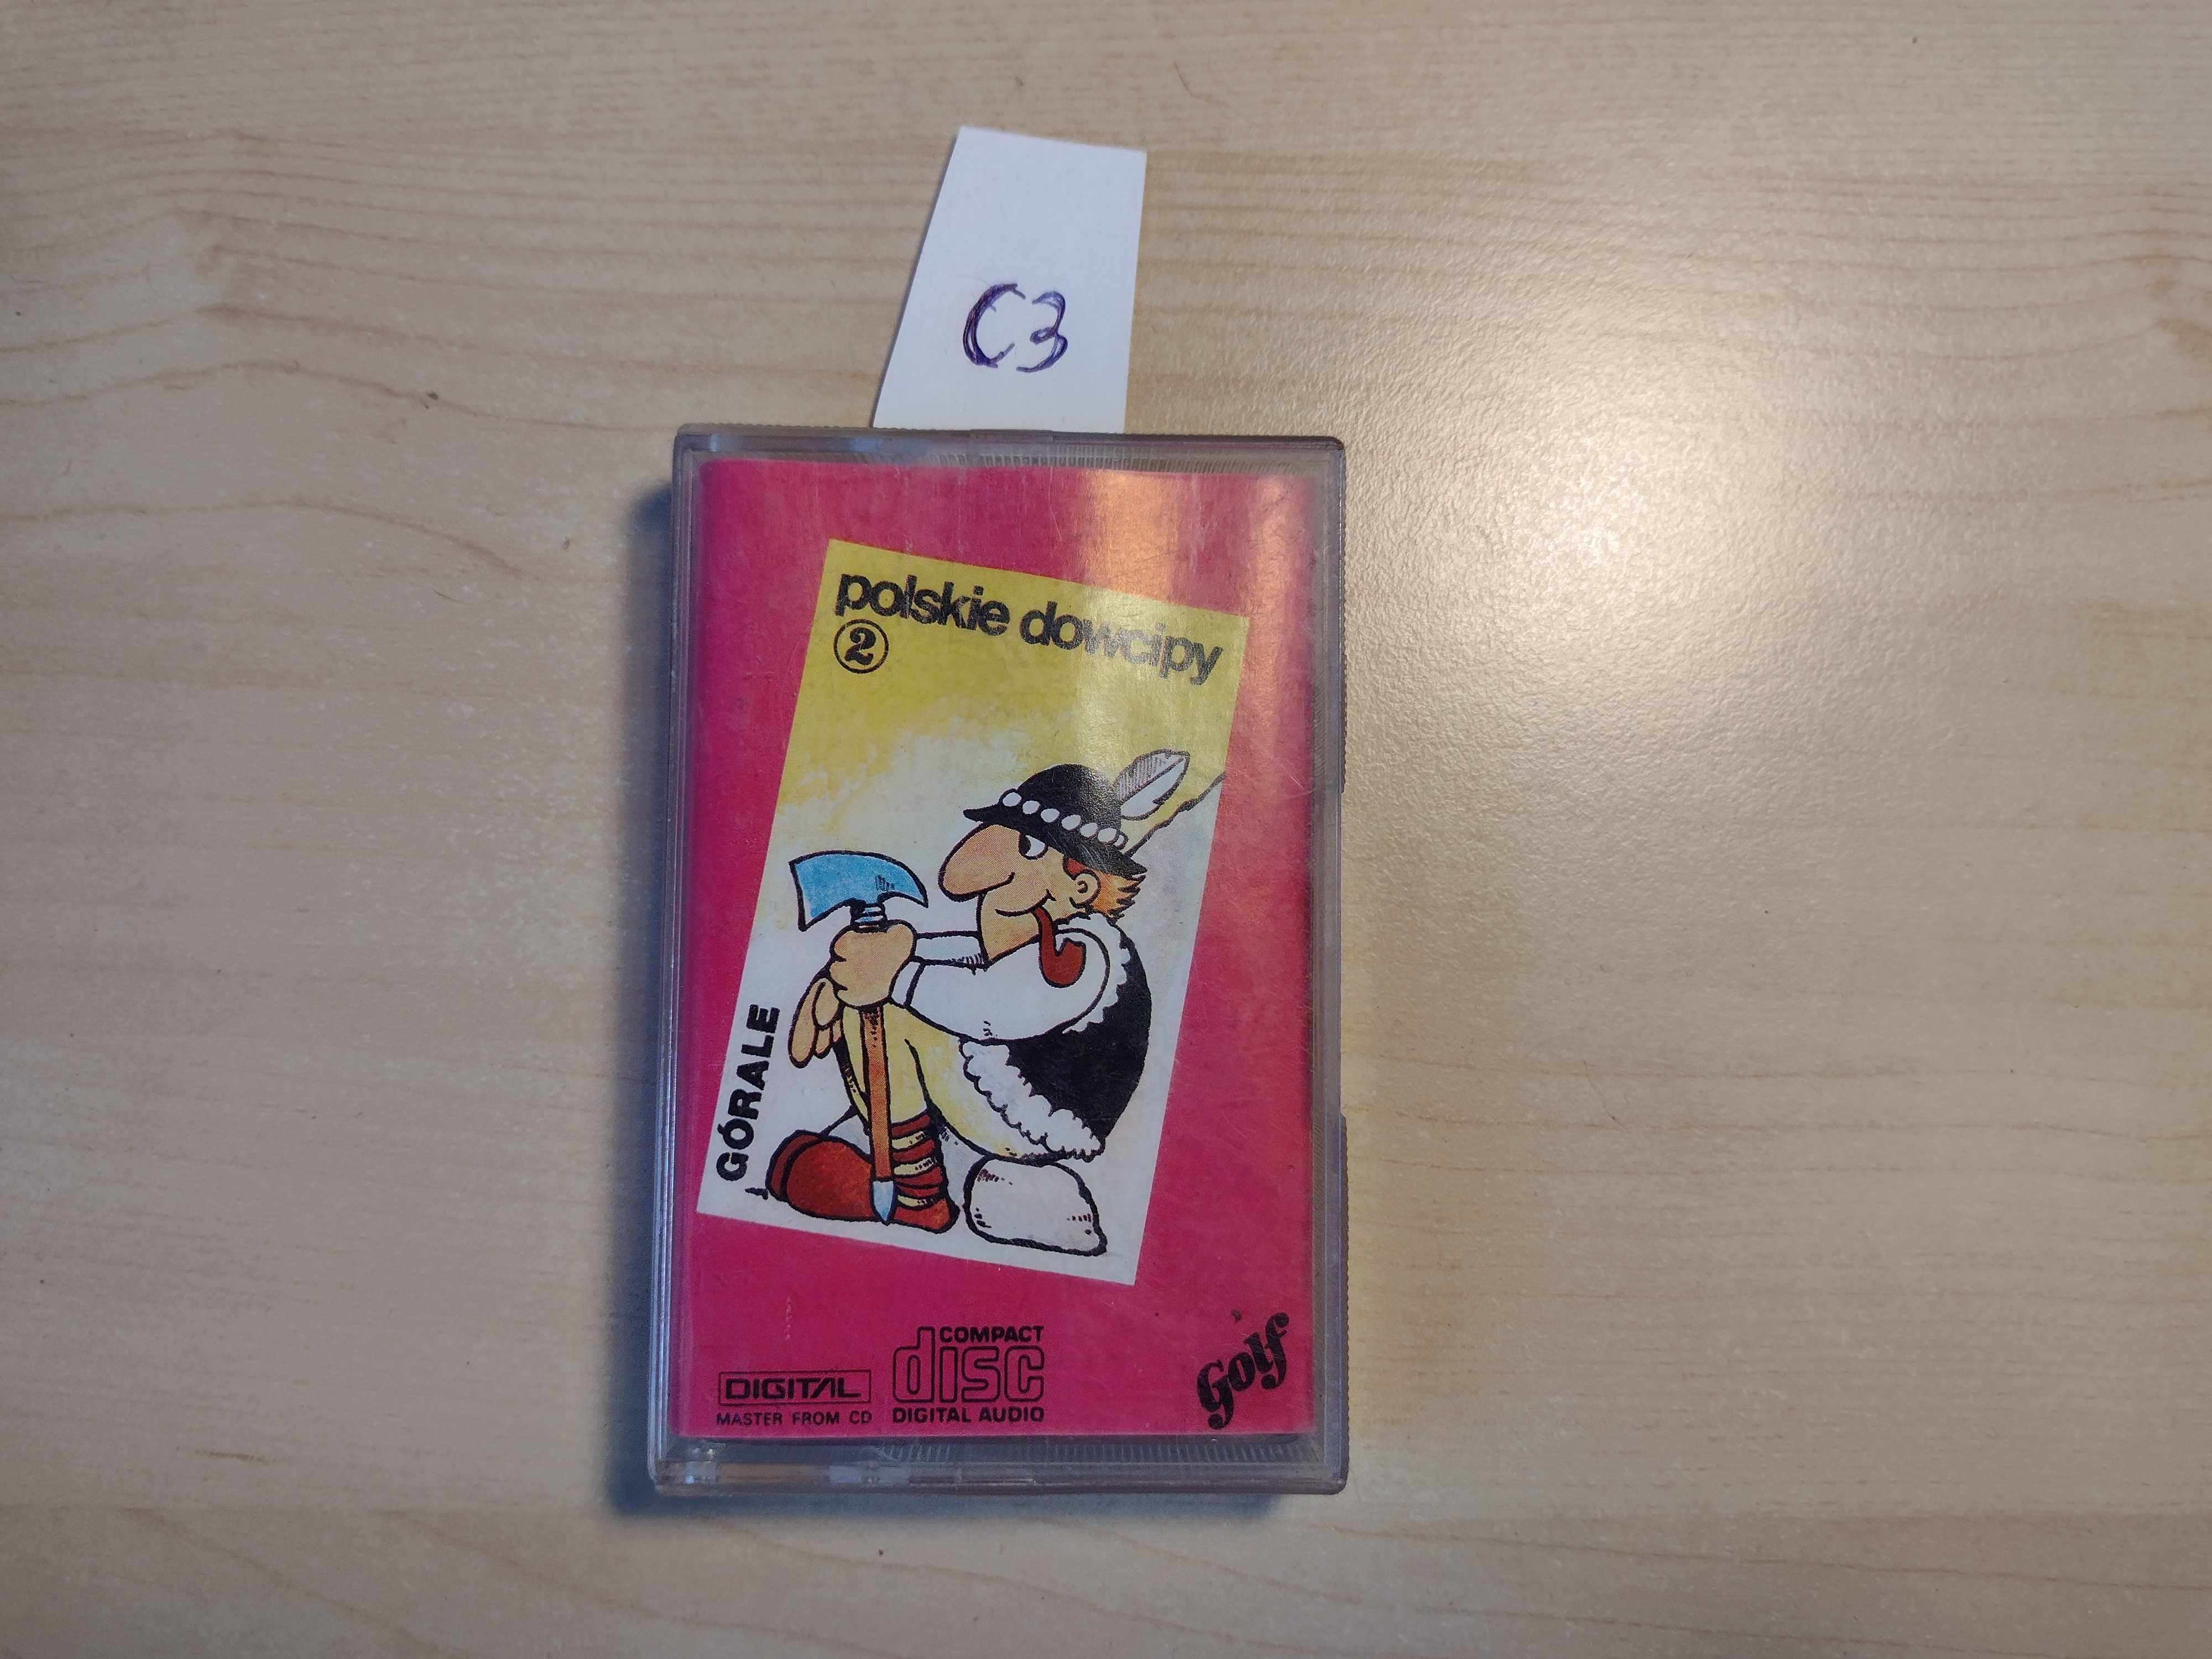 C3
polskie dowcipy
2
GÓRALE
DIGITAL
MASTER FROM CD
COMPACT
disc
DIGITAL AUDIO
Golf